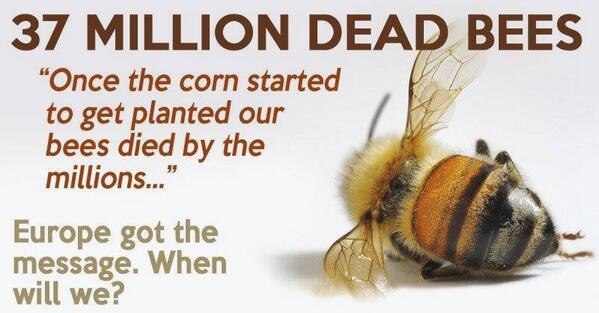 37 MILLION DEAD BEES
“Once the corn started
to get planted our
bees died by the
millions...”
Europe got the
message. When
will we?